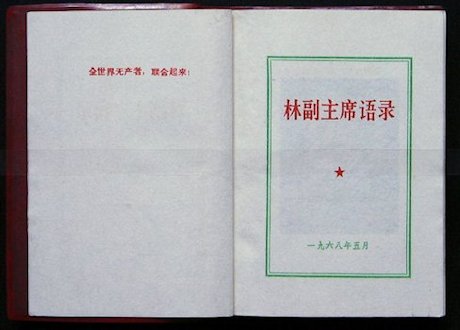 全世界无产者，联合起来！
林副主席语录
一九六八年五月